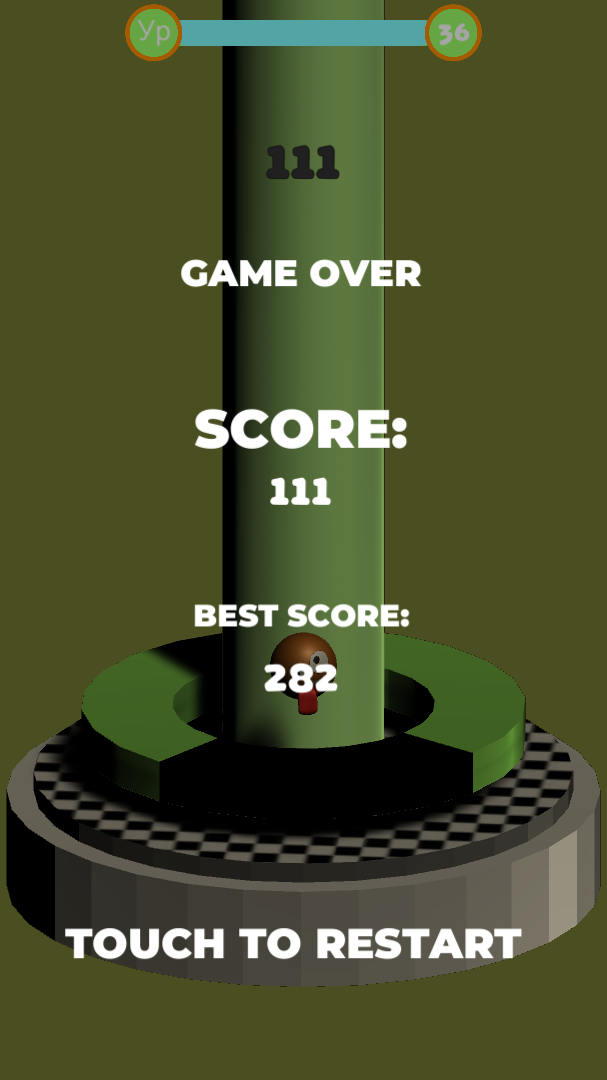 Ур 36
111
GAME OVER
SCORE:
111
BEST SCORE:
282
TOUCH TO RESTART